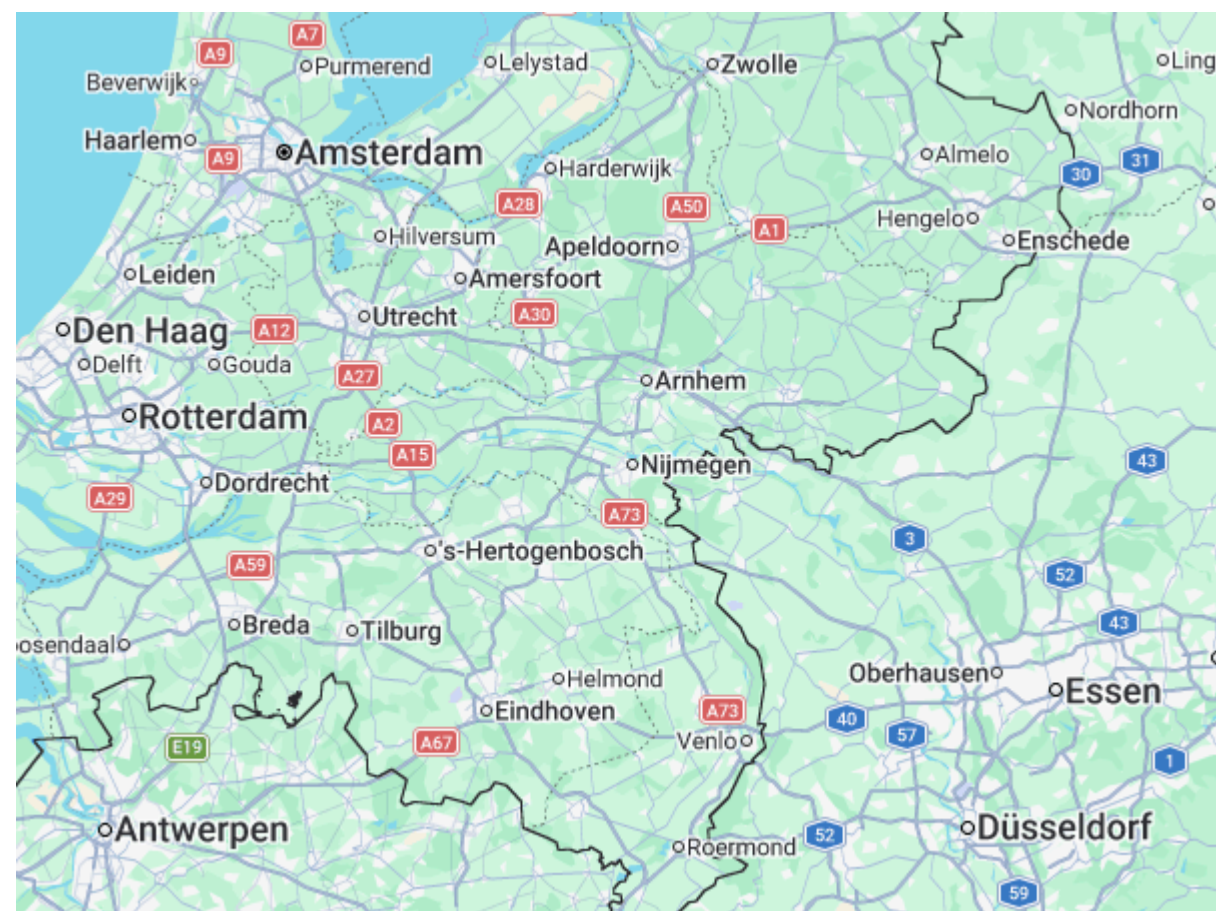 A7
A9
Purmerend
Lelystad
Zwolle
Ling
Beverwijk
Nordhorn
Haarlem
A9
Amsterdam
Harderwijk
Almelo
31
30
A28
A50
Hilversum
Apeldoorn
A1
Hengelo
Enschede
Leiden
Amersfoort
Den Haag
A12
Utrecht
A30
Delft
Gouda
A27
Arnhem
Rotterdam
A2
A15
Nijmegen
43
Dordrecht
A29
A73
3
's-Hertogenbosch
A59
52
Breda
Tilburg
43
osendaal
Helmond
Oberhausen
Essen
Eindhoven
A73
40
E19
A67
Venlo
57
1
Antwerpen
Roermond
52
Düsseldorf
59